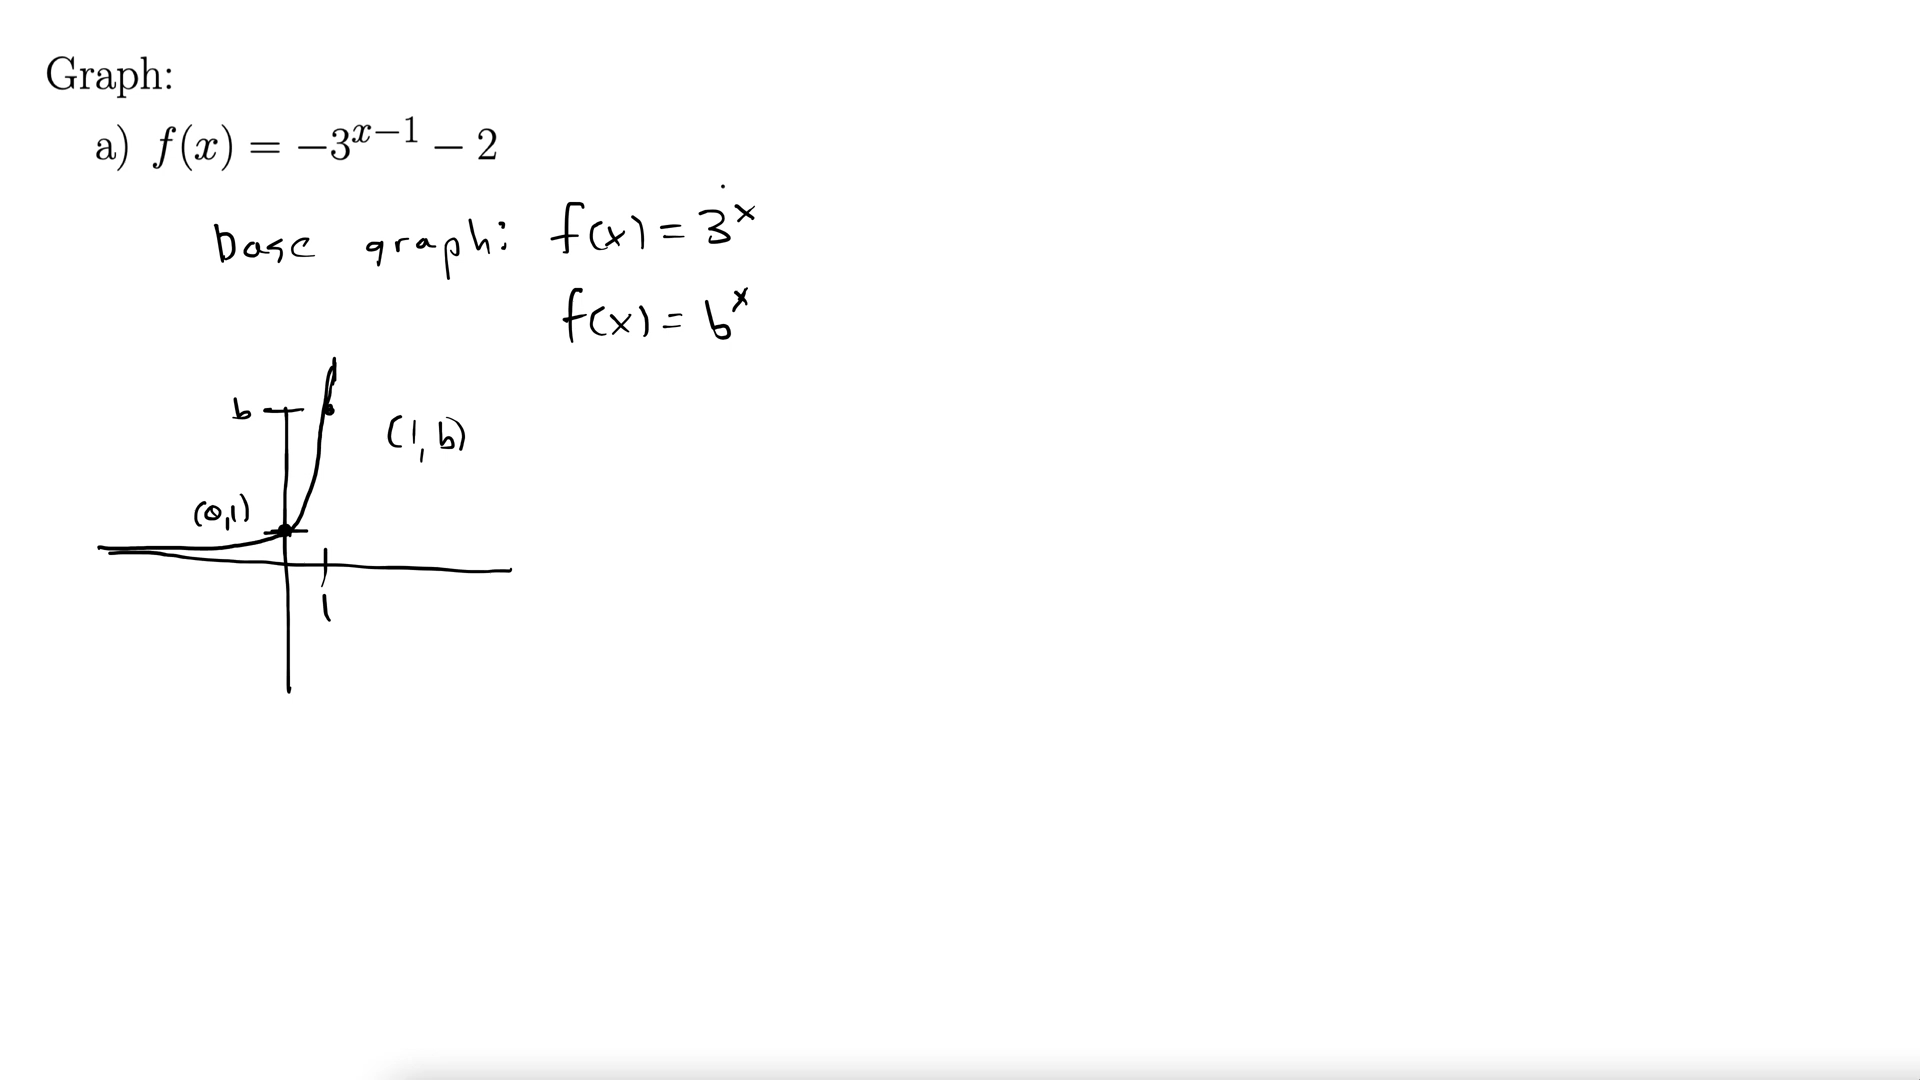 Graph:
a) f(x) = −3^{x−1} − 2
base graph: f(x) = 3^x
f(x) = b^x
b
(1, b)
(0,1)
1